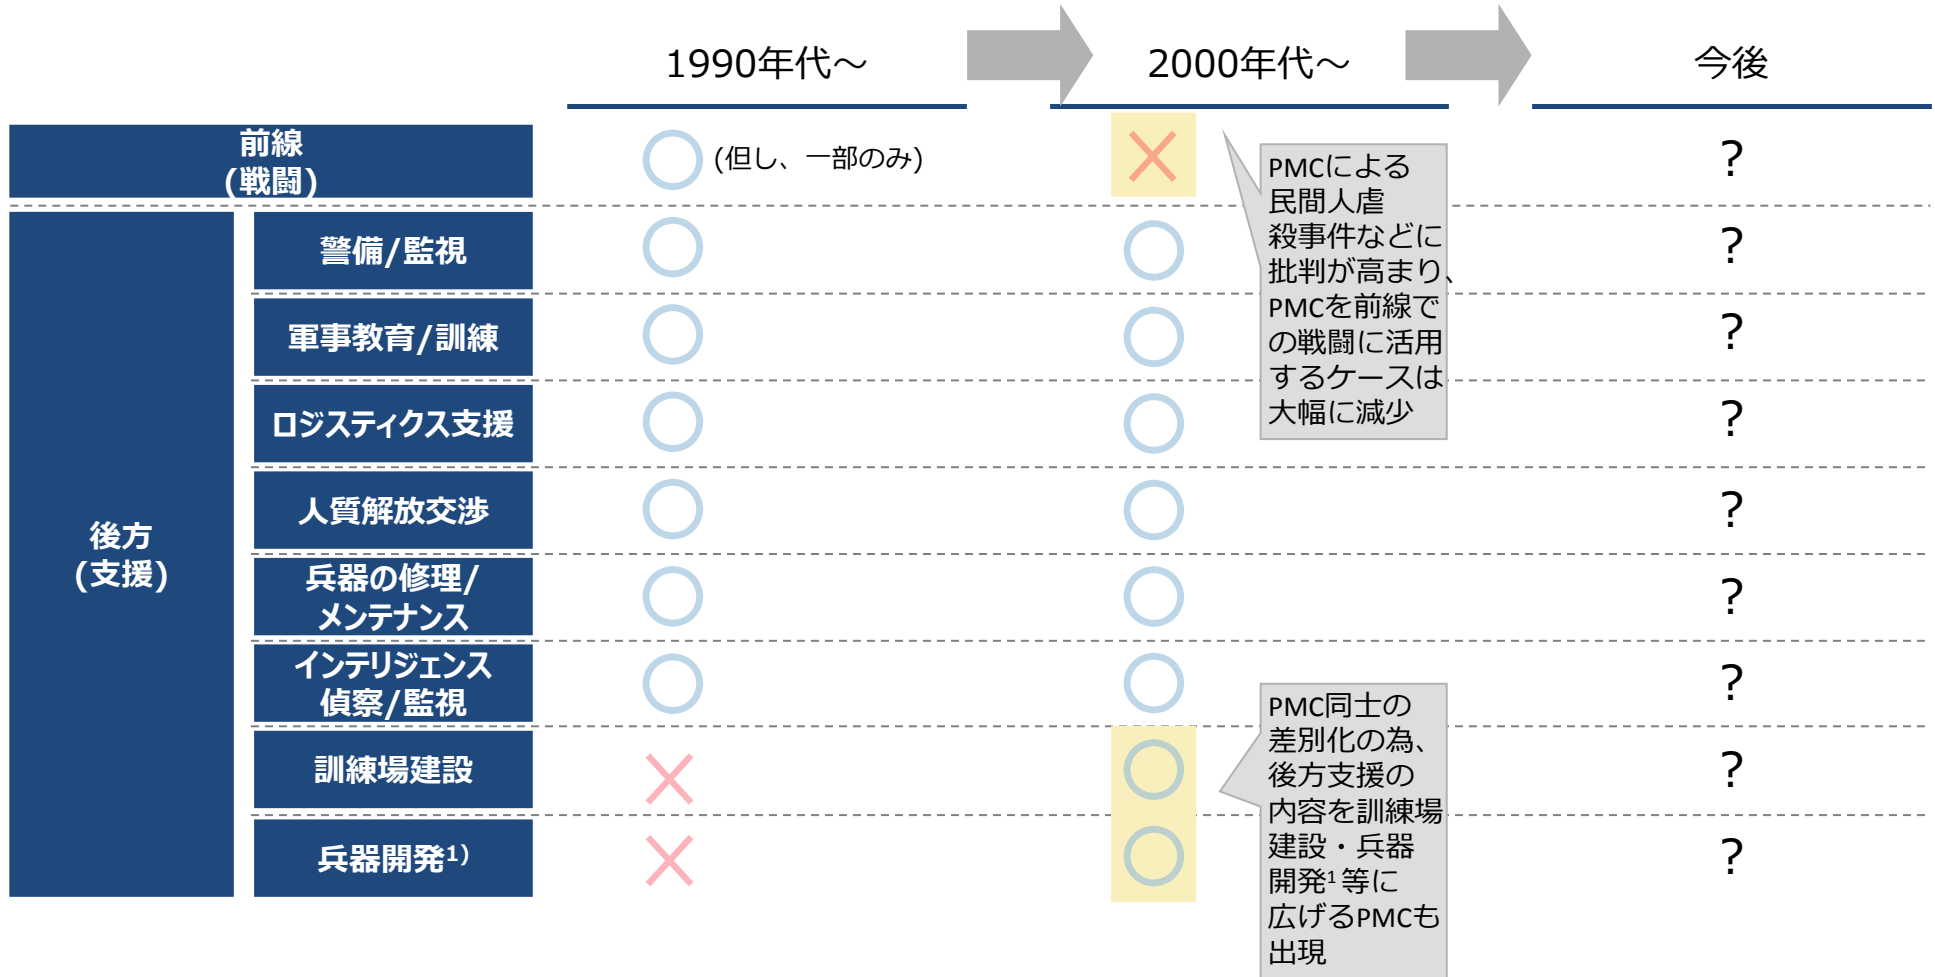 1990年代～
2000年代～
今後
前線
(戦闘)
(但し、一部のみ)
?
後方
(支援)
警備/監視
?
軍事教育/訓練
?
ロジスティクス支援
?
人質解放交渉
?
兵器の修理/
メンテナンス
?
インテリジェンス
偵察/監視
?
訓練場建設
?
兵器開発1)
?
PMCによる
民間人虐
殺事件などに
批判が高まり、
PMCを前線で
の戦闘に活用
するケースは
大幅に減少
PMC同士の
差別化の為、
後方支援の
内容を訓練場
建設・兵器
開発1等に
広げるPMCも
出現